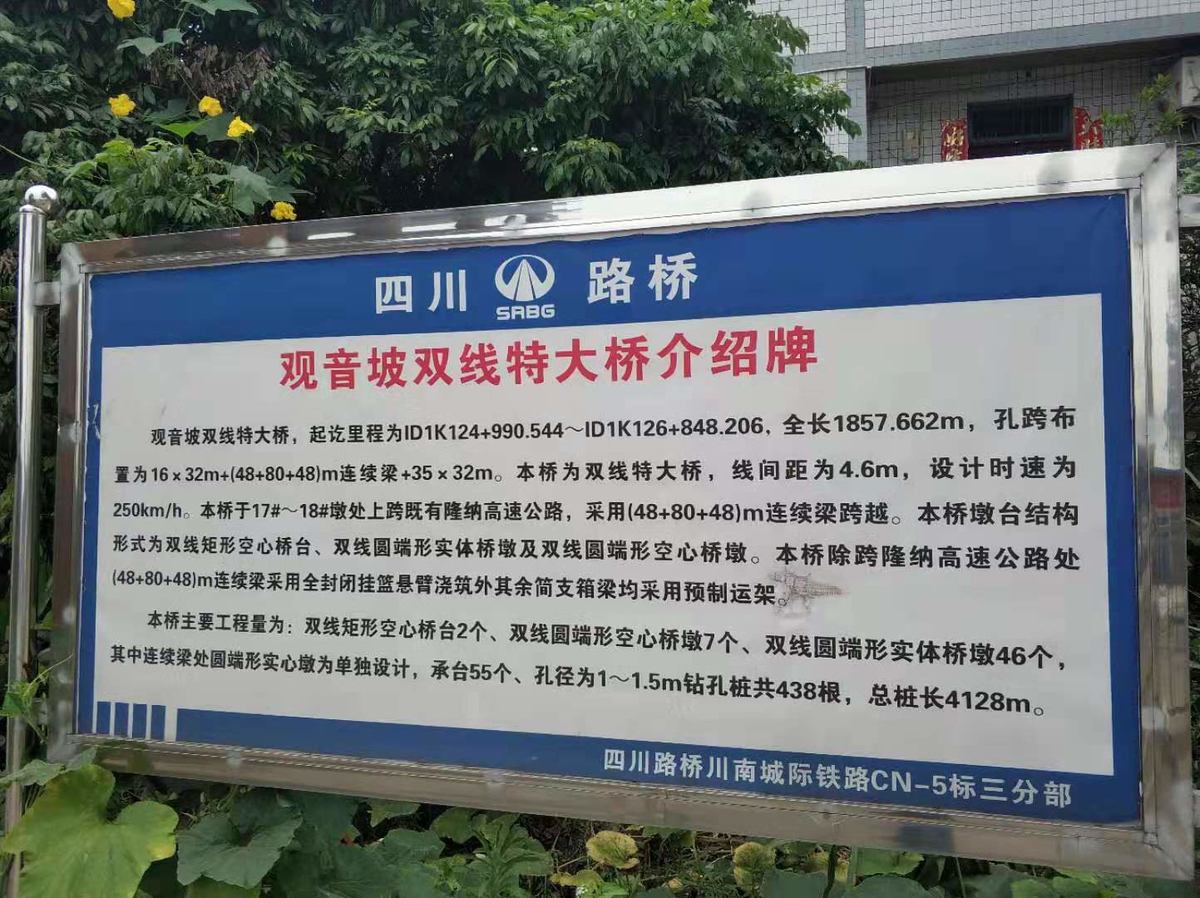 四川 SRBG 路桥
观音坡双线特大桥介绍牌
观音坡双线特大桥，起讫里程为ID1K124+990.544～ID1K126+848.206，全长1857.662m，孔跨布
置为16×32m+(48+80+48)m连续梁+35×32m。本桥为双线特大桥，线间距为4.6m，设计时速为
250km/h。本桥于17#～18#墩处上跨既有隆纳高速公路，采用(48+80+48)m连续梁跨越。本桥墩台结构
形式为双线矩形空心桥台、双线圆端形实体桥墩及双线圆端形空心桥墩。本桥除跨隆纳高速公路处
(48+80+48)m连续梁采用全封闭挂篮悬臂浇筑外其余简支箱梁均采用预制运架。
本桥主要工程量为：双线矩形空心桥台2个、双线圆端形空心桥墩7个、双线圆端形实体桥墩46个，
其中连续梁处圆端形实心墩为单独设计，承台55个、孔径为1～1.5m钻孔桩共438根，总桩长4128m。
四川路桥川南城际铁路CN-5标三分部